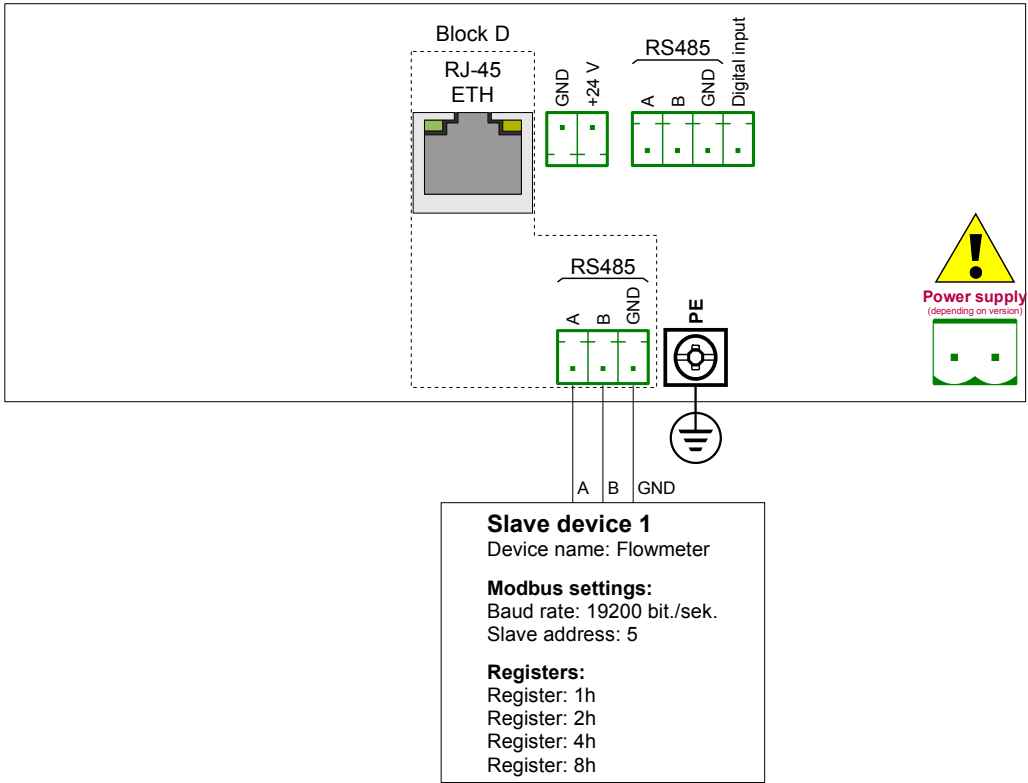 Block D
RJ-45
ETH
GND
+24 V
RS485
A
B
GND
Digital input
RS485
A
B
GND
PE
Power supply
(depending on version)
A
B
GND
Slave device 1
Device name: Flowmeter
Modbus settings:
Baud rate: 19200 bit./sek.
Slave address: 5
Registers:
Register: 1h
Register: 2h
Register: 4h
Register: 8h